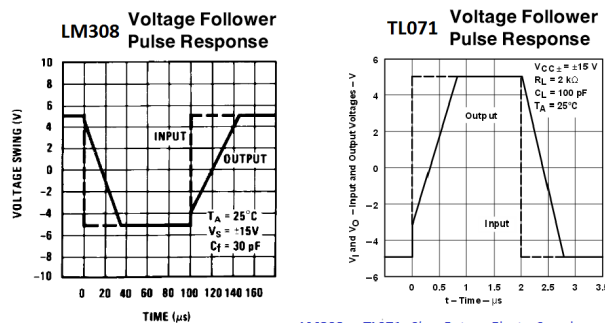 LM308
Voltage Follower
Pulse Response
10
8
6
4
2
0
-2
-4
-6
-8
-10
VOLTAGE SWING (V)
INPUT
OUTPUT
TA = 25°C
VS = ±15V
Cf = 30 pF
0 20 40 60 80 100 120 140 160
TIME (μs)
TL071
Voltage Follower
Pulse Response
6
4
2
0
−2
−4
−6
VI and VO – Input and Output Voltages – V
VCC± = ±15 V
RL = 2 kΩ
CL = 100 pF
TA = 25°C
Output
Input
0 0.5 1 1.5 2 2.5 3 3.5
t – Time – μs